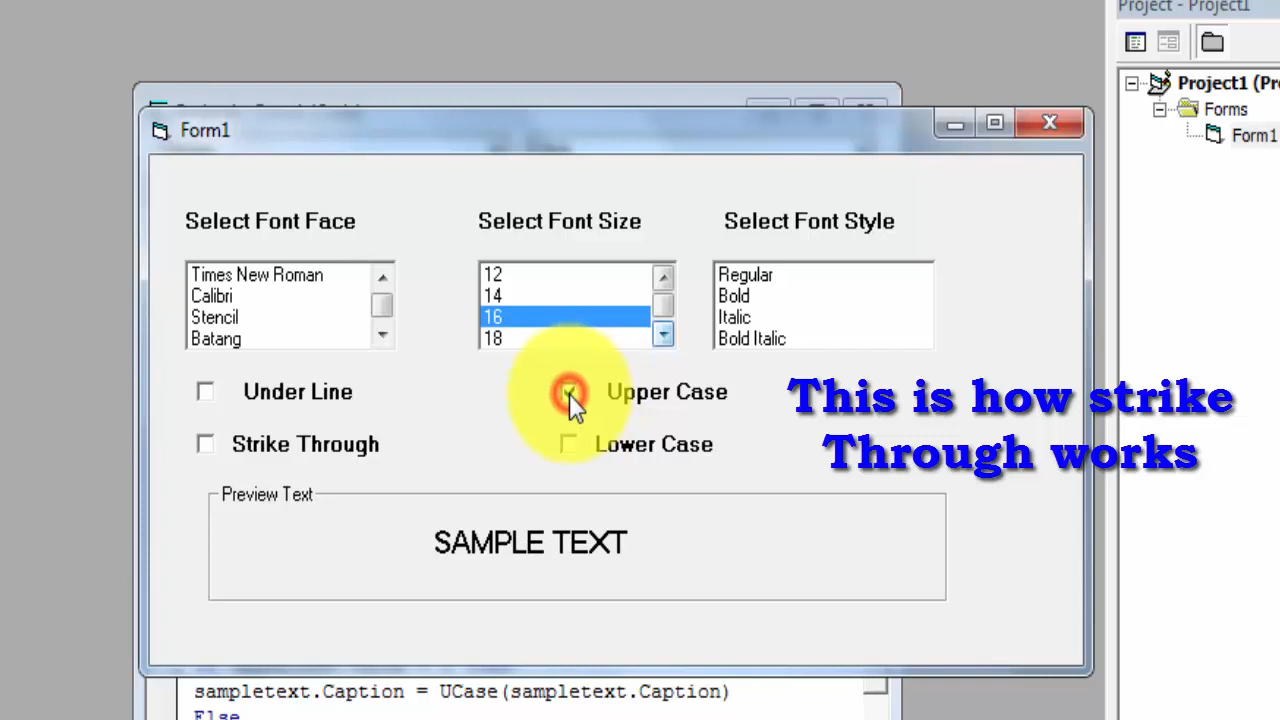 Project - Project1
Project1 (Pr
Forms
Form1
Form1
Select Font Face
Select Font Size
Select Font Style
Times New Roman
Calibri
Stencil
Batang
12
14
16
18
Regular
Bold
Italic
Bold Italic
Under Line
Upper Case
Strike Through
Lower Case
This is how strike
Through works
Preview Text
SAMPLE TEXT
sampletext.Caption = UCase(sampletext.Caption)
Else